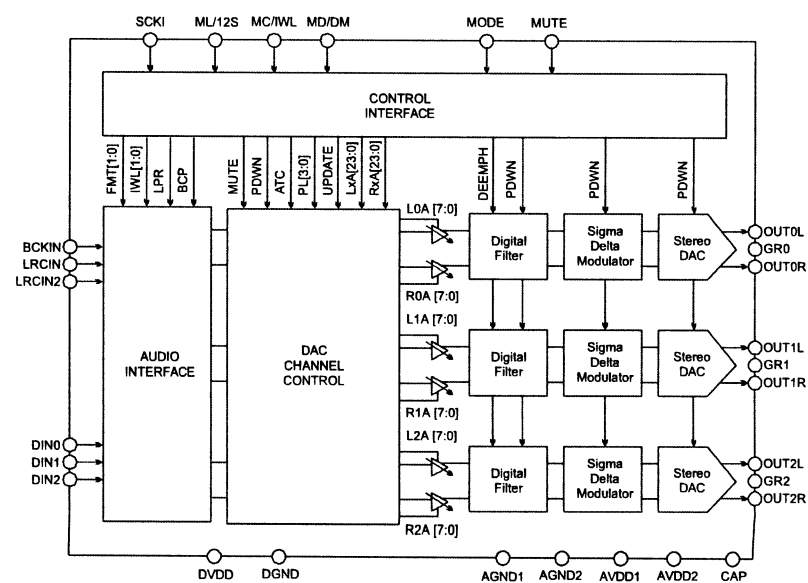 SCKI
ML/12S
MC/IWL
MD/DM
MODE
MUTE
CONTROL
INTERFACE
FMT[1:0]
IWL[1:0]
LPR
BCP
MUTE
PDWN
ATC
PL[3:0]
UPDATE
LxA[23:0]
RxA[23:0]
DEEMPH
PDWN
PDWN
PDWN
BCKIN
LRCIN
LRCIN2
DIN0
DIN1
DIN2
AUDIO
INTERFACE
DAC
CHANNEL
CONTROL
L0A [7:0]
R0A [7:0]
L1A [7:0]
R1A [7:0]
L2A [7:0]
R2A [7:0]
Digital
Filter
Sigma
Delta
Modulator
Stereo
DAC
OUT0L
GR0
OUT0R
Digital
Filter
Sigma
Delta
Modulator
Stereo
DAC
OUT1L
GR1
OUT1R
Digital
Filter
Sigma
Delta
Modulator
Stereo
DAC
OUT2L
GR2
OUT2R
DVDD
DGND
AGND1
AGND2
AVDD1
AVDD2
CAP